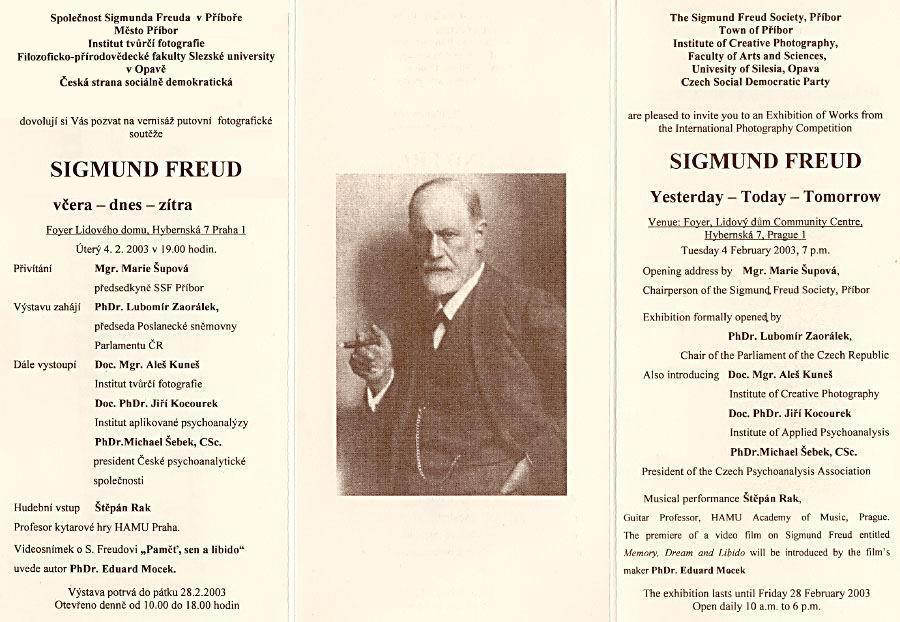 Společnost Sigmunda Freuda v Příboře
Město Příbor
Institut tvůrčí fotografie
Filozoficko-přírodovědecké fakulty Slezské university
v Opavě
Česká strana sociálně demokratická
dovolují si Vás pozvat na vernisáž putovní fotografické
soutěže
SIGMUND FREUD
včera – dnes – zítra
Foyer Lidového domu, Hybernská 7 Praha 1
Úterý 4. 2. 2003 v 19.00 hodin.
Přivítání Mgr. Marie Šupová
předsedkyně SSF Příbor
Výstavu zahájí PhDr. Lubomír Zaorálek,
předseda Poslanecké sněmovny
Parlamentu ČR
Dále vystoupí Doc. Mgr. Aleš Kuneš
Institut tvůrčí fotografie
Doc. PhDr. Jiří Kocourek
Institut aplikované psychoanalýzy
PhDr.Michael Šebek, CSc.
president České psychoanalytické
společnosti
Hudební vstup Štěpán Rak
Profesor kytarové hry HAMU Praha.
Videosnímek o S. Freudovi „Paměť, sen a libido“
uvede autor PhDr. Eduard Mocek.
Výstava potrvá do pátku 28.2.2003
Otevřeno denně od 10.00 do 18.00 hodin
The Sigmund Freud Society, Příbor
Town of Příbor
Institute of Creative Photography,
Faculty of Arts and Sciences,
Univesity of Silesia, Opava
Czech Social Democratic Party
are pleased to invite you to an Exhibition of Works from
the International Photography Competition
SIGMUND FREUD
Yesterday – Today – Tomorrow
Venue: Foyer, Lidový dům Community Centre,
Hybernská 7, Prague 1
Tuesday 4 February 2003, 7 p.m.
Opening address by Mgr. Marie Šupová,
Chairperson of the Sigmund Freud Society, Příbor
Exhibition formally opened by
PhDr. Lubomír Zaorálek,
Chair of the Parliament of the Czech Republic
Also introducing Doc. Mgr. Aleš Kuneš
Institute of Creative Photography
Doc. PhDr. Jiří Kocourek
Institute of Applied Psychoanalysis
PhDr.Michael Šebek, CSc.
President of the Czech Psychoanalysis Association
Musical performance Štěpán Rak,
Guitar Professor, HAMU Academy of Music, Prague.
The premiere of a video film on Sigmund Freud entitled
Memory, Dream and Libido will be introduced by the film's
maker PhDr. Eduard Mocek
The exhibition lasts until Friday 28 February 2003
Open daily 10 a.m. to 6 p.m.